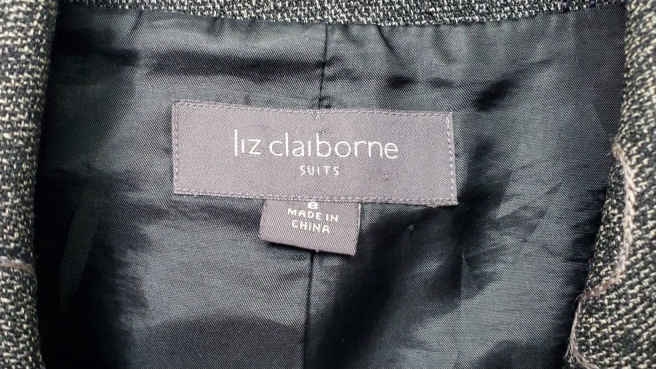 liz claiborne
SUITS
8
MADE IN
CHINA